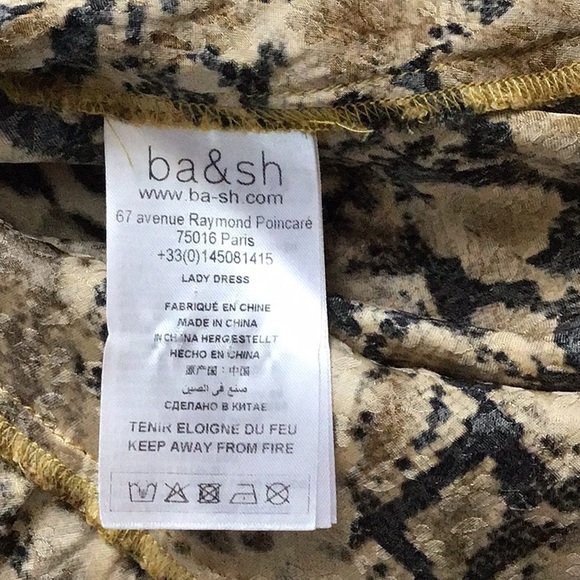 ba&sh
www.ba-sh.com
67 avenue Raymond Poincaré
75016 Paris
+33(0)145081415
LADY DRESS
FABRIQUÉ EN CHINE
MADE IN CHINA
IN CHINA HERGESTELLT
HECHO EN CHINA
原产国：中国
صنع في الصين
СДЕЛАНО В КИТАЕ
TENIR ELOIGNE DU FEU
KEEP AWAY FROM FIRE